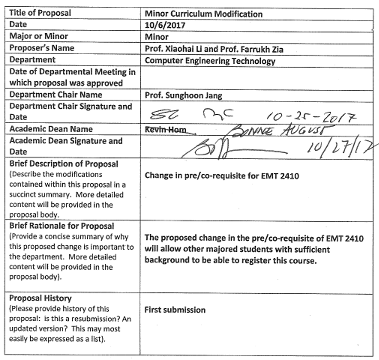 Title of Proposal Minor Curriculum Modification
Date 10/6/2017
Major or Minor Minor
Proposer's Name Prof. Xiaohai Li and Prof. Farrukh Zia
Department Computer Engineering Technology
Date of Departmental Meeting in
which proposal was approved
Department Chair Name Prof. Sunghoon Jang
Department Chair Signature and
Date 10-25-2017
Academic Dean Name Kevin Hom BONNE AUGUST
Academic Dean Signature and
Date 10/27/17
Brief Description of Proposal
(Describe the modifications
contained within this proposal in a
succinct summary. More detailed
content will be provided in the
proposal body.
Change in pre/co-requisite for EMT 2410
Brief Rationale for Proposal
(Provide a concise summary of why
this proposed change is important to
the department. More detailed
content will be provided in the
proposal body).
The proposed change in the pre/co-requisite of EMT 2410
will allow other majored students with sufficient
background to be able to register this course.
Proposal History
(Please provide history of this
proposal: is this a resubmission? An
updated version? This may most
easily be expressed as a list).
First submission